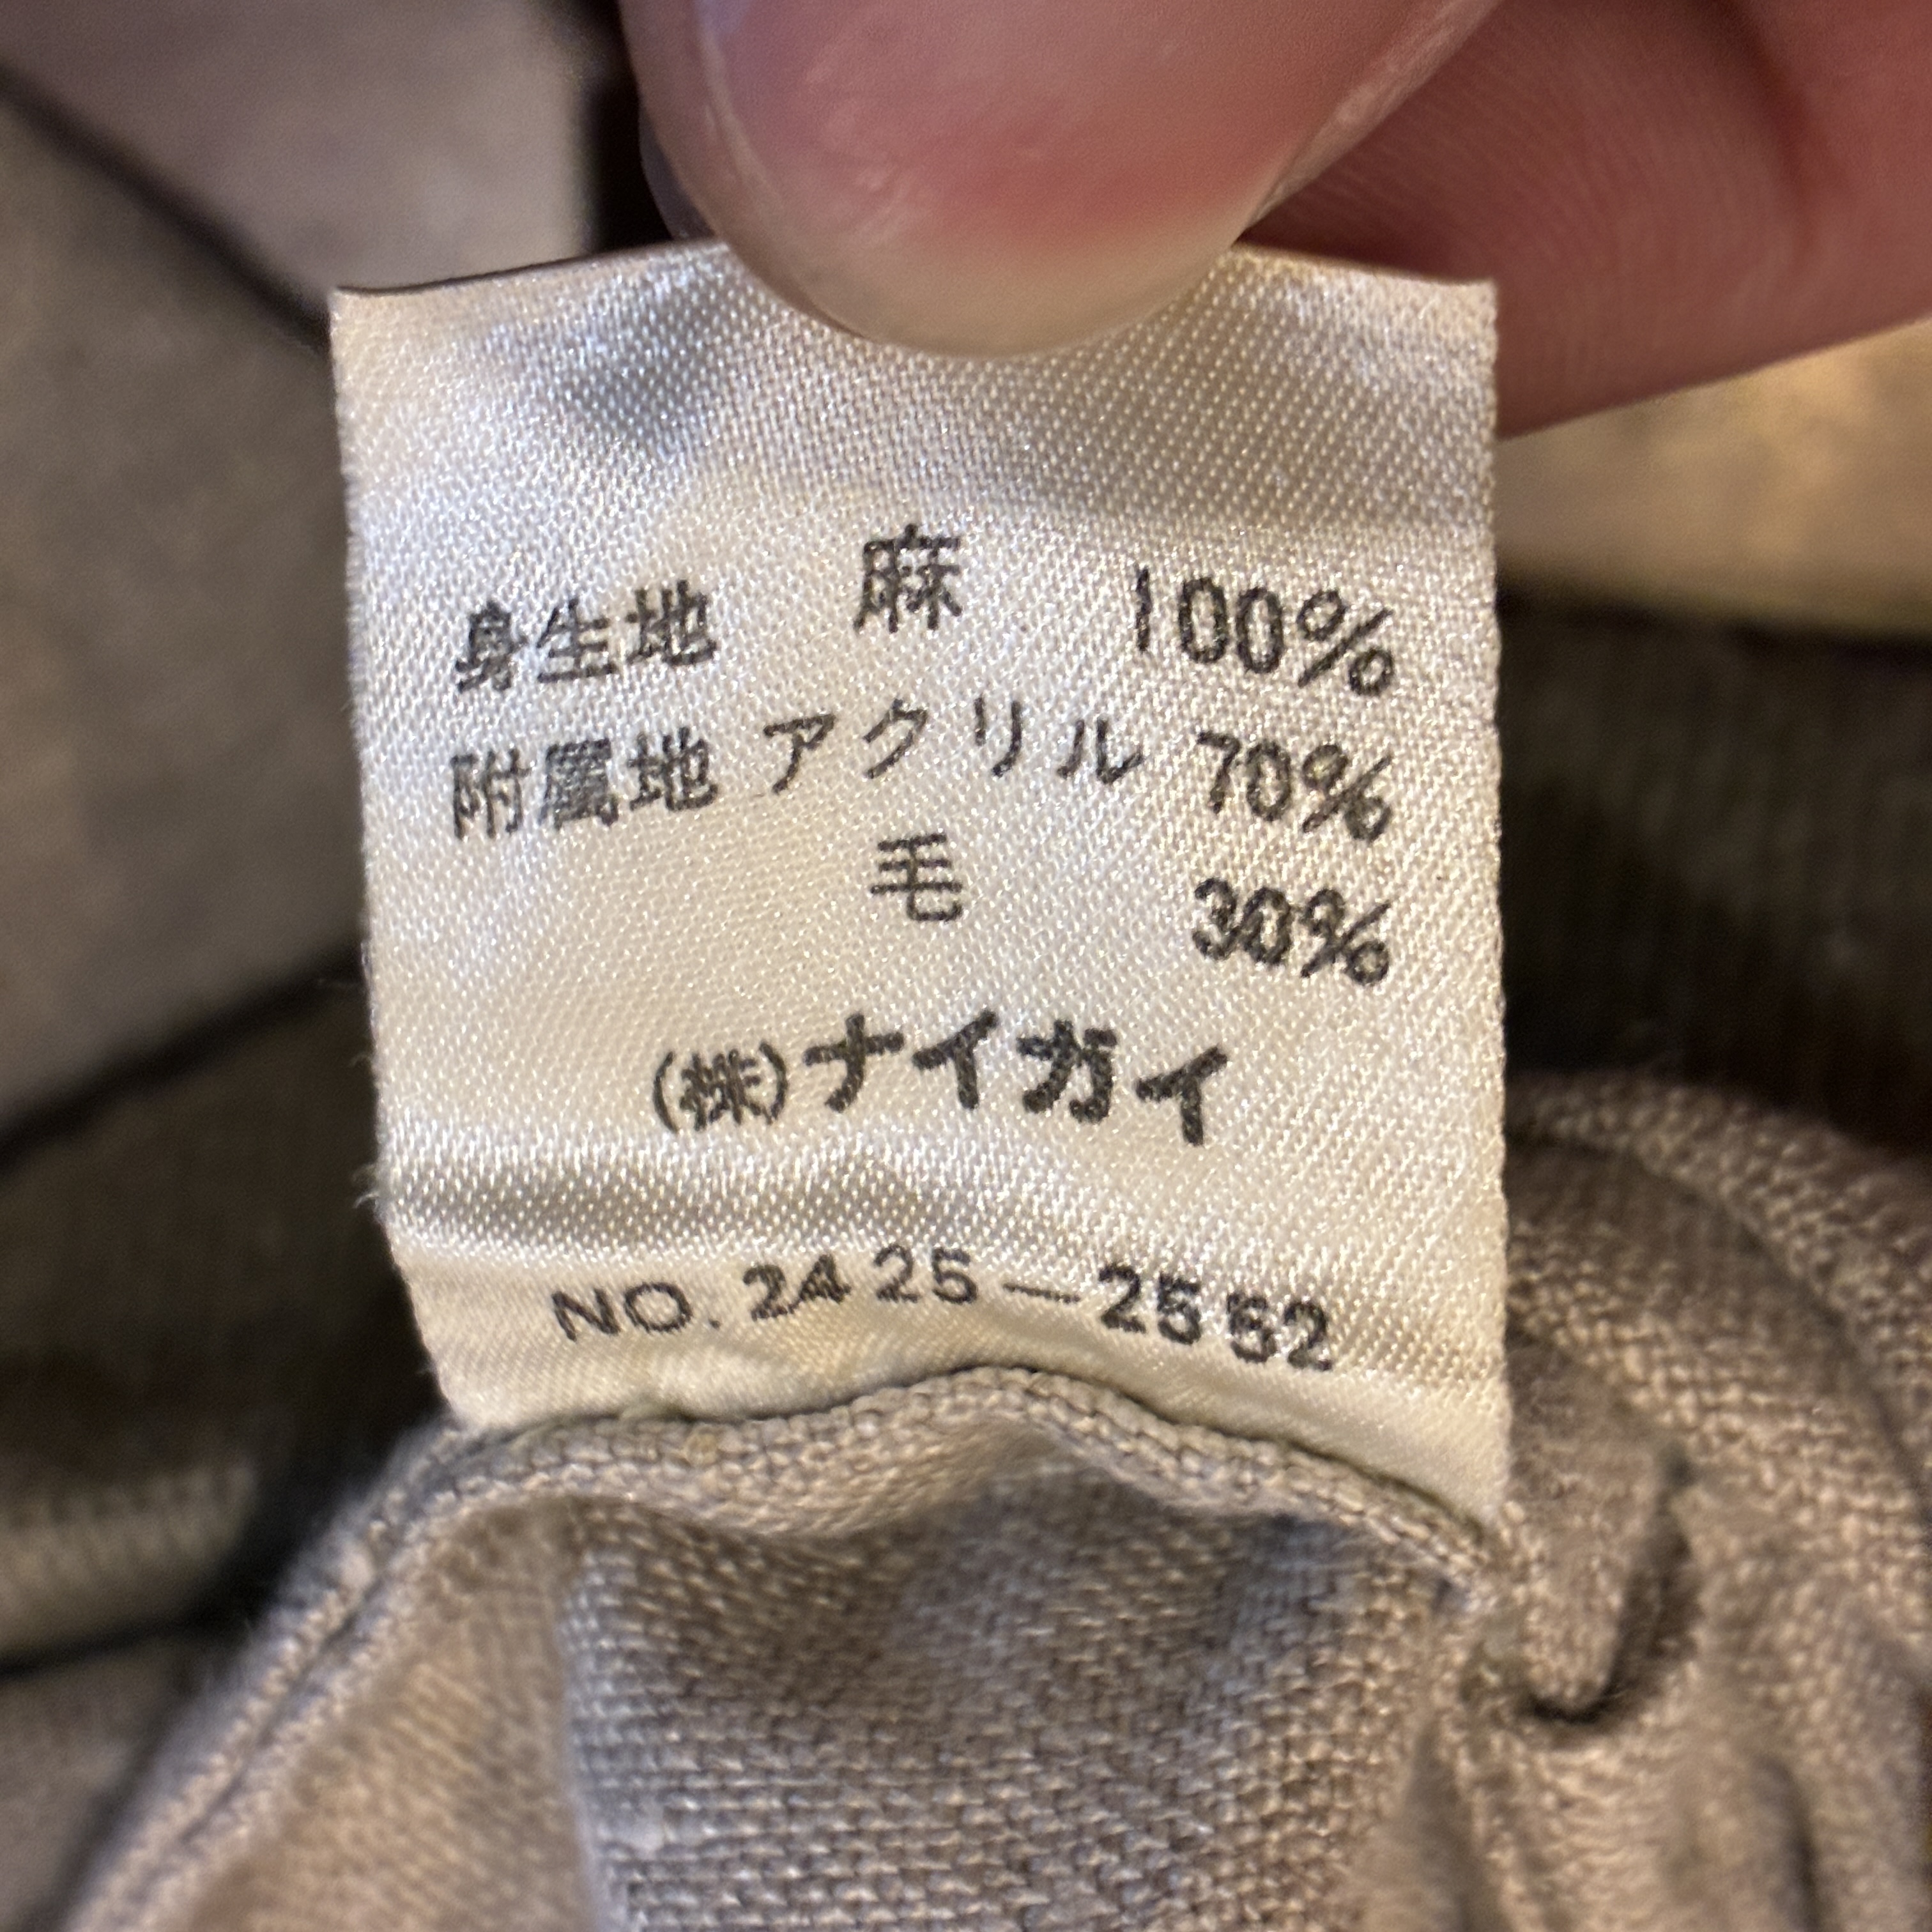 身生地 麻 100%
附属地 アクリル 70%
毛 30%
(株)ナイガイ
NO. 2425-2552